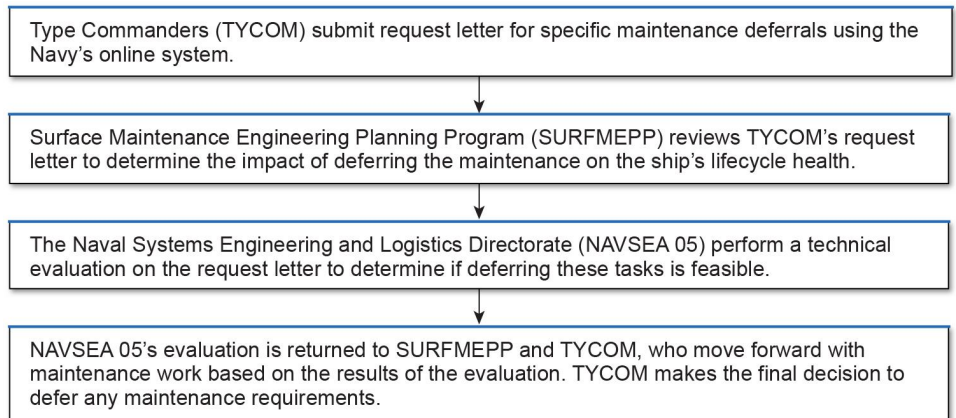 Type Commanders (TYCOM) submit request letter for specific maintenance deferrals using the
Navy's online system.
Surface Maintenance Engineering Planning Program (SURFMEPP) reviews TYCOM's request
letter to determine the impact of deferring the maintenance on the ship's lifecycle health.
The Naval Systems Engineering and Logistics Directorate (NAVSEA 05) perform a technical
evaluation on the request letter to determine if deferring these tasks is feasible.
NAVSEA 05's evaluation is returned to SURFMEPP and TYCOM, who move forward with
maintenance work based on the results of the evaluation. TYCOM makes the final decision to
defer any maintenance requirements.